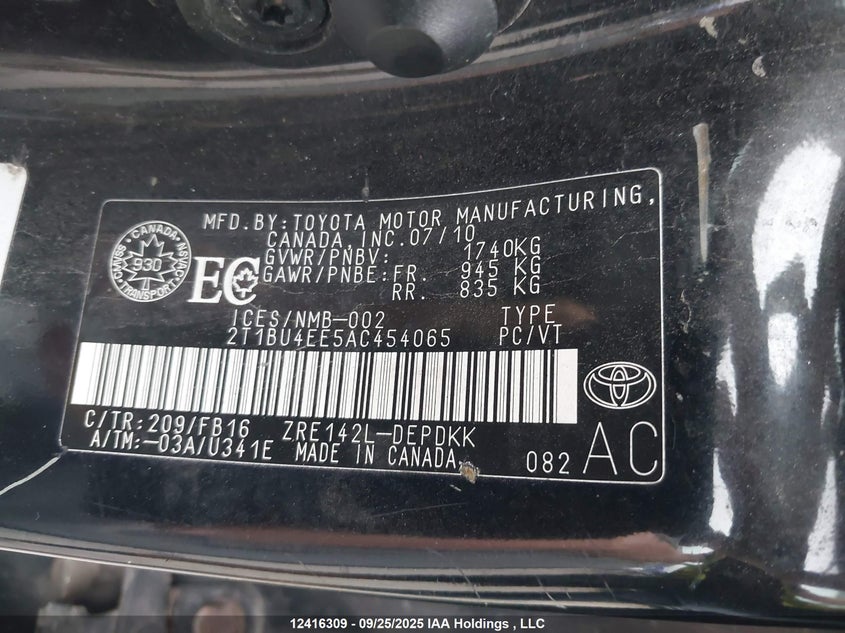 MFD.BY:TOYOTA MOTOR MANUFACTURING,
CANADA, INC.07/10
GVWR/PNBV: 1740KG
GAWR/PNBE:FR. 945 KG
RR. 835 KG
CANADA
930
TRANSPORT
CMVSS
NSVAC
EC
ICES/NMB-002 TYPE
2T1BU4EE5AC454065 PC/VT
C/TR:209/FB16 ZRE142L-DEPDKK
A/TM:-03A/U341E MADE IN CANADA
082 AC
12416309 - 09/25/2025 IAA Holdings , LLC